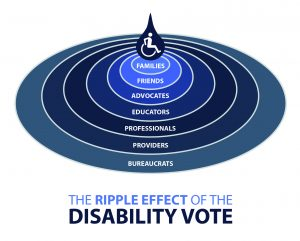 FAMILIES
FRIENDS
ADVOCATES
EDUCATORS
PROFESSIONALS
PROVIDERS
BUREAUCRATS
THE RIPPLE EFFECT OF THE
DISABILITY VOTE